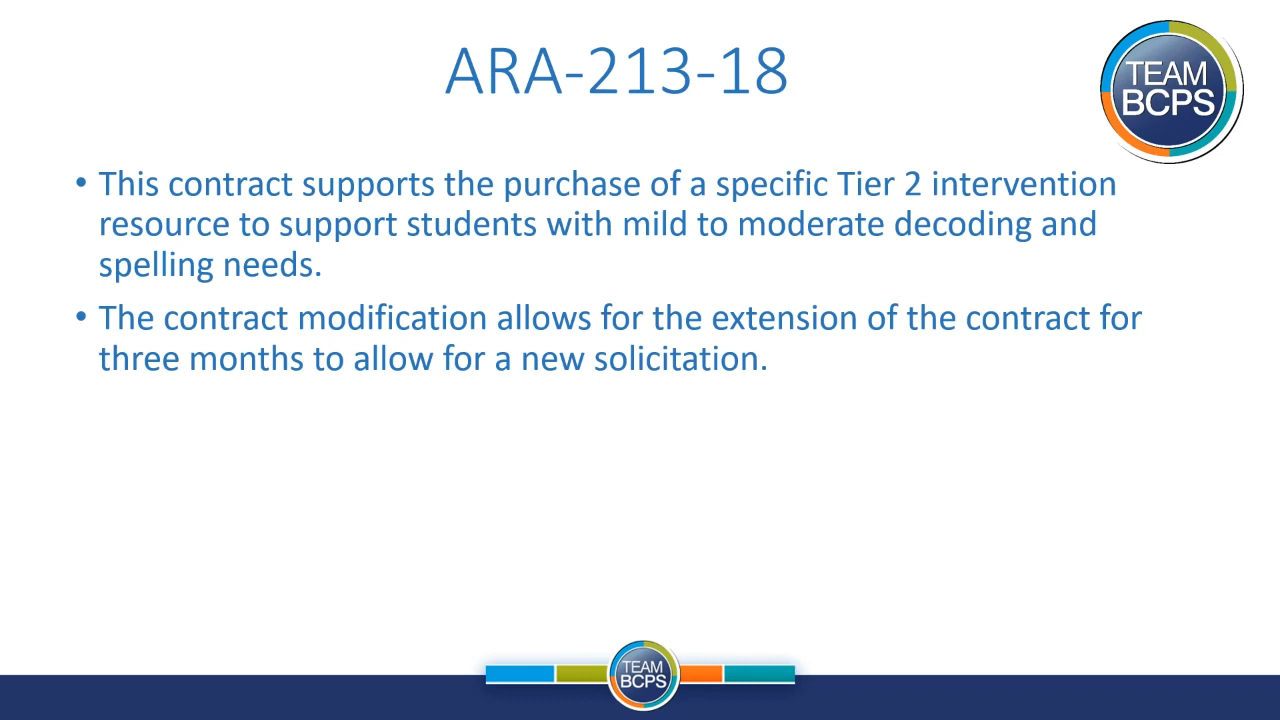 ARA-213-18
TEAM
BCPS
• This contract supports the purchase of a specific Tier 2 intervention
resource to support students with mild to moderate decoding and
spelling needs.
• The contract modification allows for the extension of the contract for
three months to allow for a new solicitation.
TEAM
BCPS